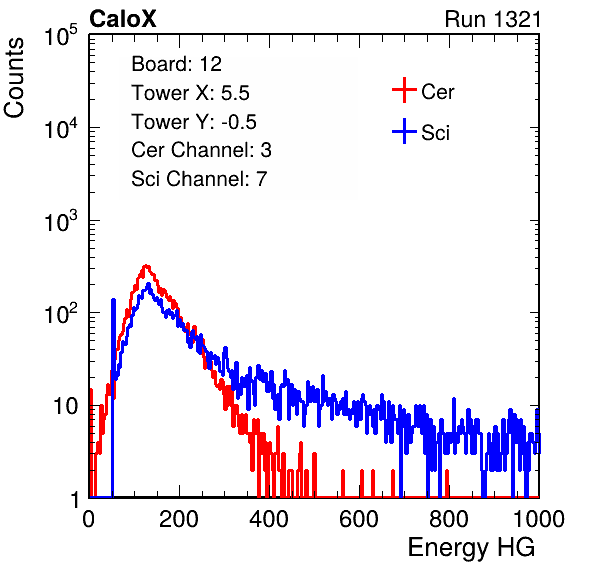 CaloX Run 1321
Counts
Board: 12
Tower X: 5.5
Tower Y: -0.5
Cer Channel: 3
Sci Channel: 7
Cer
Sci
10^5
10^4
10^3
10^2
10
1
0 200 400 600 800 1000
Energy HG